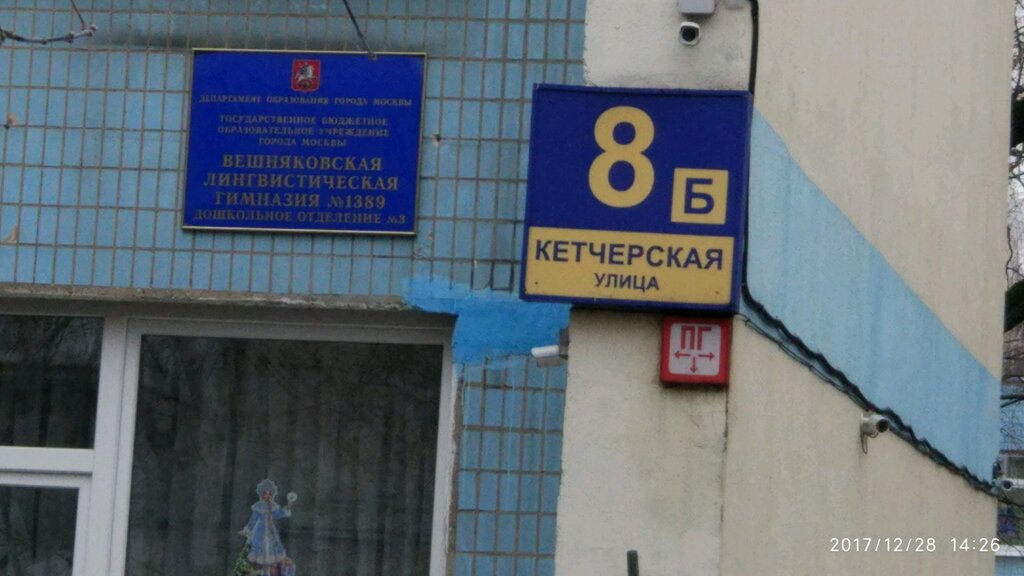 ДЕПАРТАМЕНТ ОБРАЗОВАНИЯ ГОРОДА МОСКВЫ
ГОСУДАРСТВЕННОЕ БЮДЖЕТНОЕ
ОБРАЗОВАТЕЛЬНОЕ УЧРЕЖДЕНИЕ
ГОРОДА МОСКВЫ
ВЕШНЯКОВСКАЯ
ЛИНГВИСТИЧЕСКАЯ
ГИМНАЗИЯ №1389
ДОШКОЛЬНОЕ ОТДЕЛЕНИЕ №3
8 Б
КЕТЧЕРСКАЯ
УЛИЦА
ПГ
2017/12/28 14:26